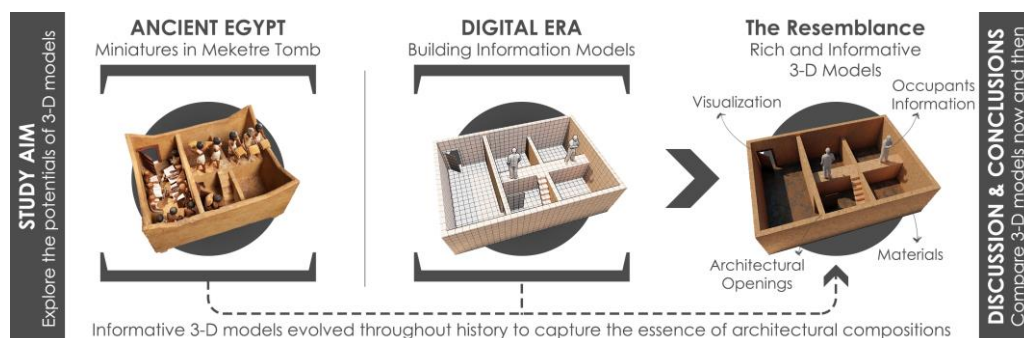 STUDY AIM
Explore the potentials of 3-D models
ANCIENT EGYPT
Miniatures in Meketre Tomb
DIGITAL ERA
Building Information Models
The Resemblance
Rich and Informative
3-D Models
Visualization
Occupants
Information
Architectural
Openings
Materials
Informative 3-D models evolved throughout history to capture the essence of architectural compositions
DISCUSSION & CONCLUSIONS
Compare 3-D models now and then